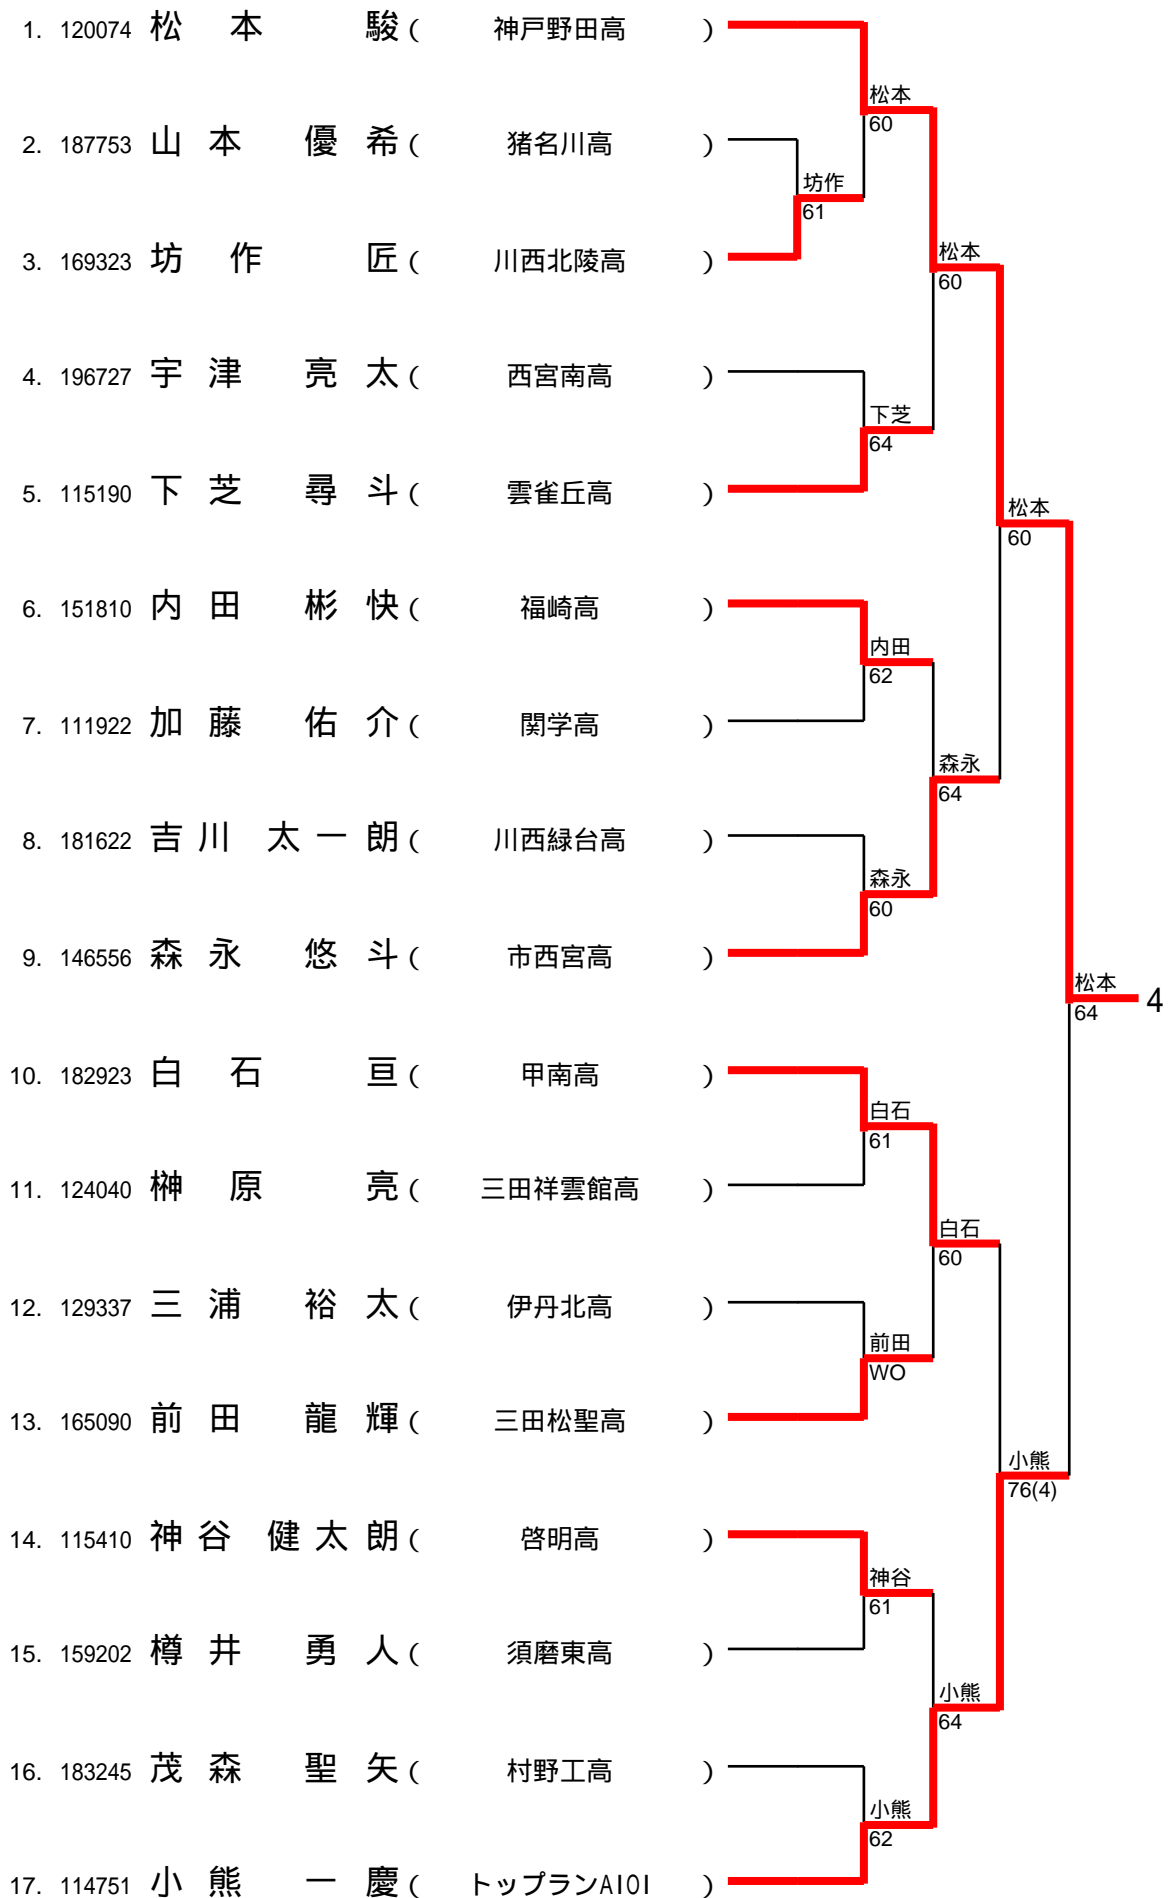 1. 120074 松本 駿 ( 神戸野田高 )
松本
60
2. 187753 山本 優希 ( 猪名川高 )
坊作
61
3. 169323 坊作 匠 ( 川西北陵高 )
松本
60
4. 196727 宇津 亮太 ( 西宮南高 )
下芝
64
5. 115190 下芝 尋斗 ( 雲雀丘高 )
松本
60
6. 151810 内田 彬快 ( 福崎高 )
内田
62
7. 111922 加藤 佑介 ( 関学高 )
森永
64
8. 181622 吉川 太一朗 ( 川西緑台高 )
森永
60
9. 146556 森永 悠斗 ( 市西宮高 )
松本
64
4
10. 182923 白石 亘 ( 甲南高 )
白石
61
11. 124040 榊原 亮 ( 三田祥雲館高 )
白石
60
12. 129337 三浦 裕太 ( 伊丹北高 )
前田
WO
13. 165090 前田 龍輝 ( 三田松聖高 )
小熊
76(4)
14. 115410 神谷 健太朗 ( 啓明高 )
神谷
61
15. 159202 樽井 勇人 ( 須磨東高 )
小熊
64
16. 183245 茂森 聖矢 ( 村野工高 )
小熊
62
17. 114751 小熊 一慶 ( トップランAIOI )